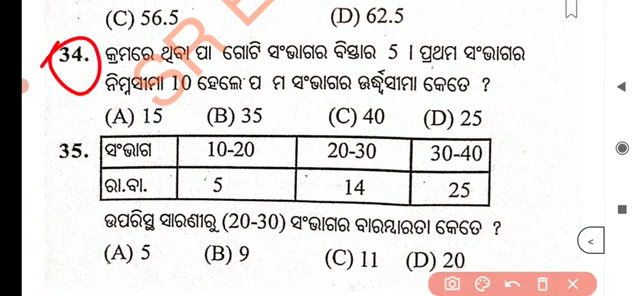 (C) 56.5 (D) 62.5
34. କ୍ରମରେ ଥିବା ପା ଗୋଟି ସଂଭାଗର ବିସ୍ତାର 5 । ପ୍ରଥମ ସଂଭାଗର
ନିମ୍ନସୀମା 10 ହେଲେ ପ ମ ସଂଭାଗର ଊର୍ଦ୍ଧ୍ବସୀମା କେତେ ?
(A) 15 (B) 35 (C) 40 (D) 25
35. ସଂଭାଗ 10-20 20-30 30-40
ରା.ବା. 5 14 25
ଉପରିସ୍ଥ ସାରଣୀରୁ (20-30) ସଂଭାଗର ବାରମ୍ବାରତା କେତେ ?
(A) 5 (B) 9 (C) 11 (D) 20